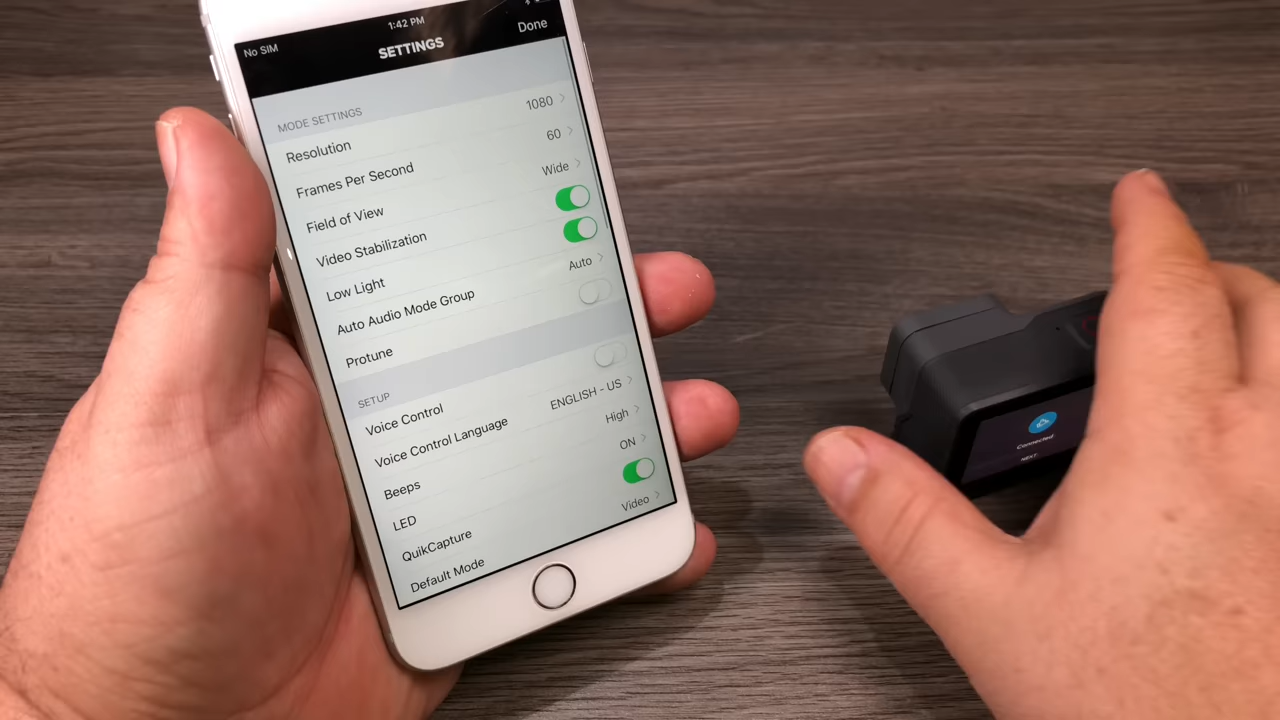 No SIM 1:42 PM
SETTINGS Done
MODE SETTINGS
Resolution 1080
Frames Per Second 60
Field of View Wide
Video Stabilization
Low Light
Auto Audio Mode Group Auto
Protune
SETUP
Voice Control
Voice Control Language ENGLISH - US
Beeps High
LED ON
QuikCapture
Default Mode Video
Connected
NEXT: